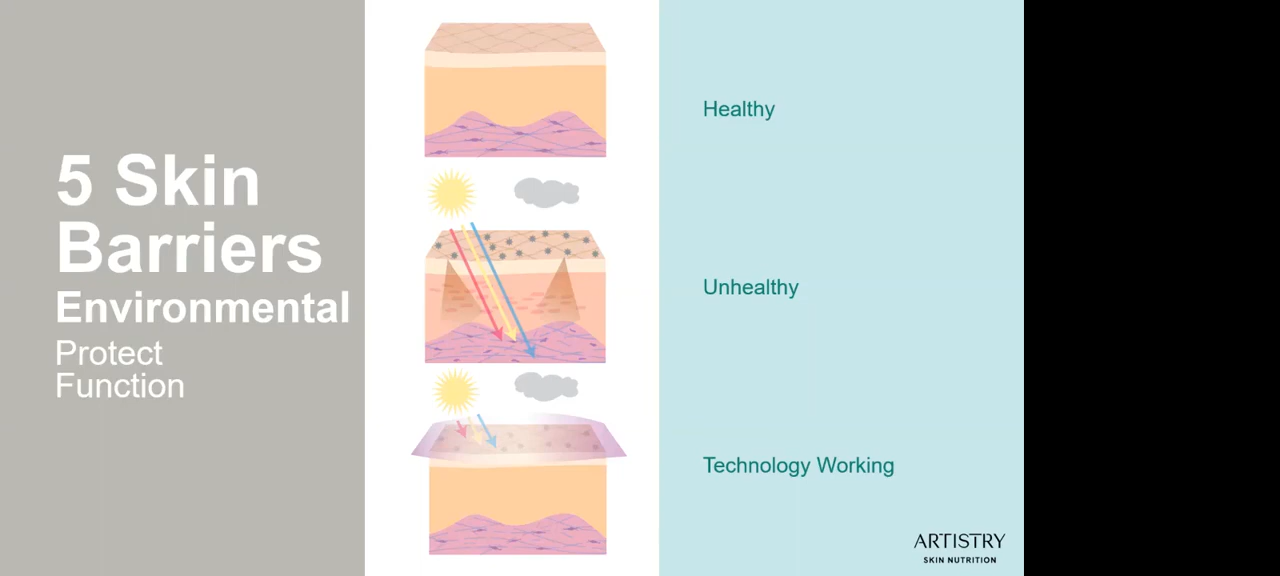 5 Skin
Barriers
Environmental
Protect
Function
Healthy
Unhealthy
Technology Working
ARTISTRY
SKIN NUTRITION